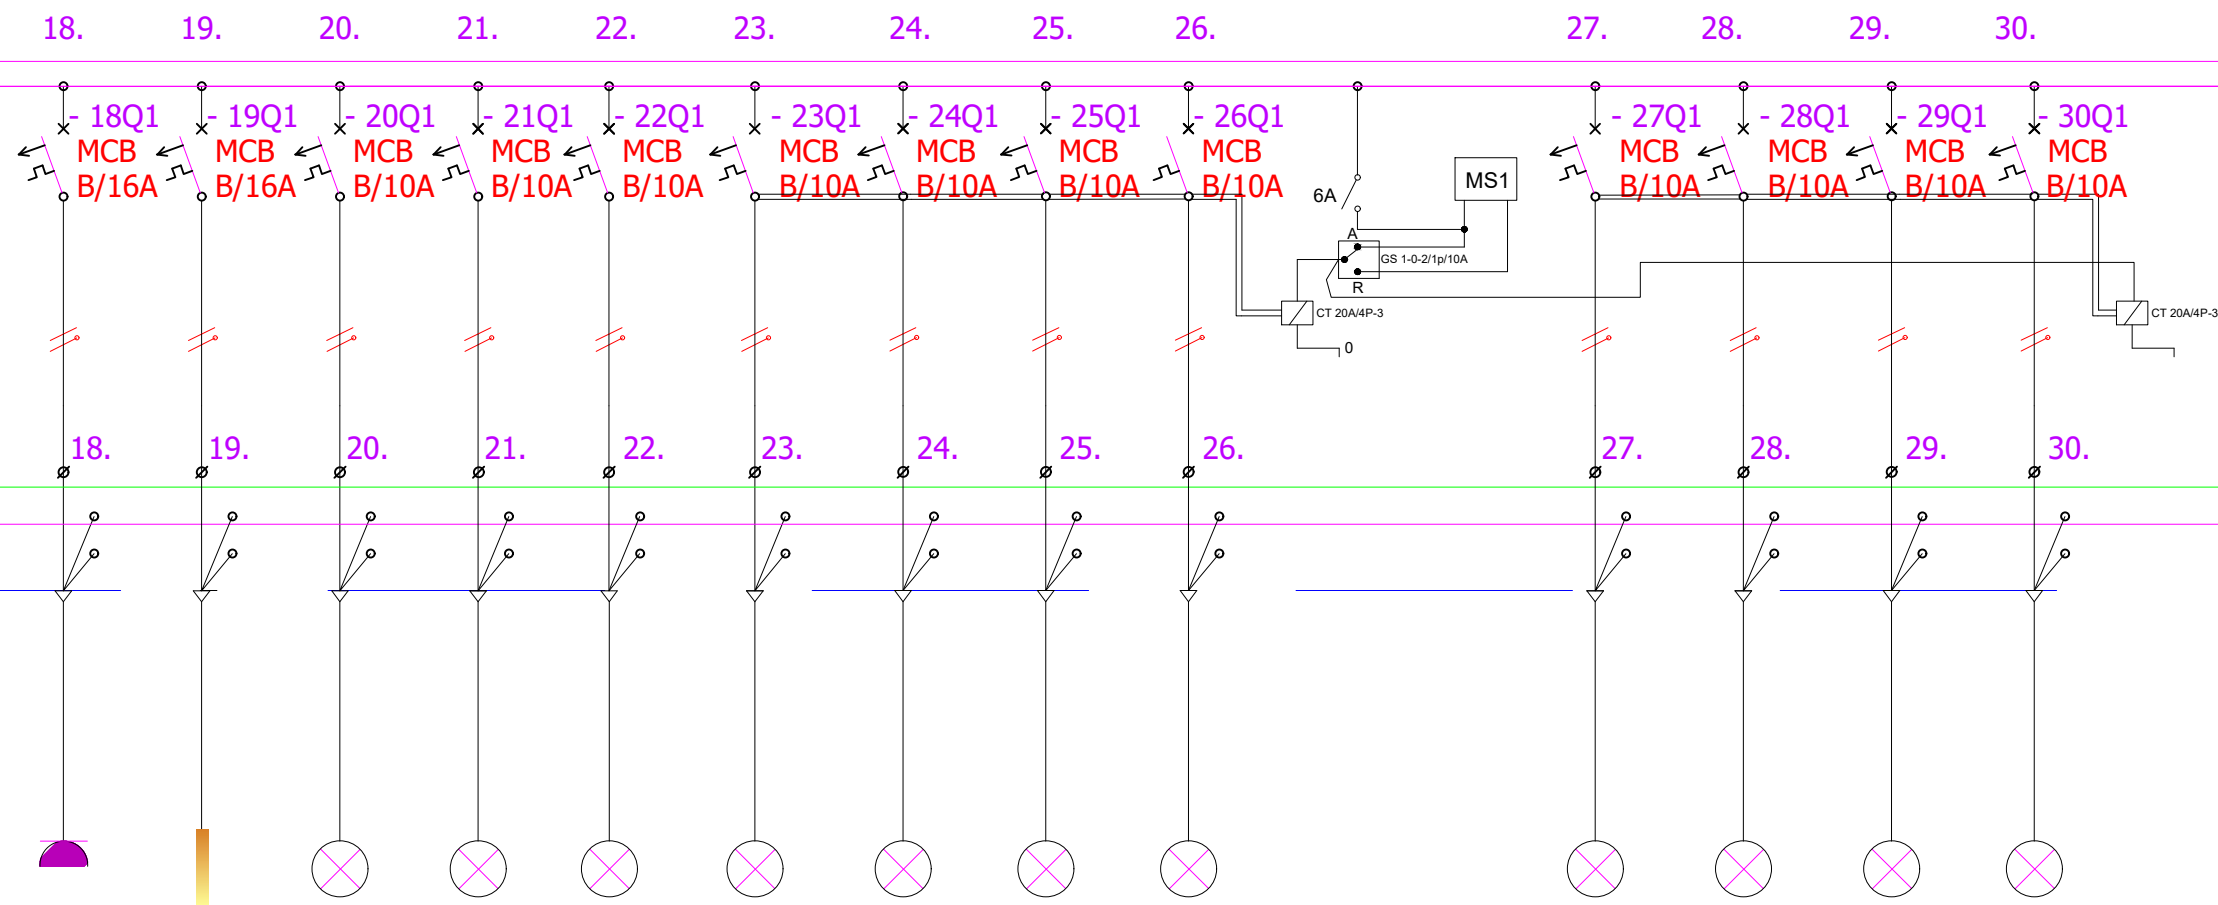 18. 19. 20. 21. 22. 23. 24. 25. 26. 27. 28. 29. 30.
- 18Q1 - 19Q1 - 20Q1 - 21Q1 - 22Q1 - 23Q1 - 24Q1 - 25Q1 - 26Q1 - 27Q1 - 28Q1 - 29Q1 - 30Q1
MCB MCB MCB MCB MCB MCB MCB MCB MCB MCB MCB MCB MCB
B/16A B/16A B/10A B/10A B/10A B/10A B/10A B/10A B/10A B/10A B/10A B/10A B/10A
MS1
6A
A
GS 1-0-2/1p/10A
R
CT 20A/4P-3 CT 20A/4P-3
0
18. 19. 20. 21. 22. 23. 24. 25. 26. 27. 28. 29. 30.